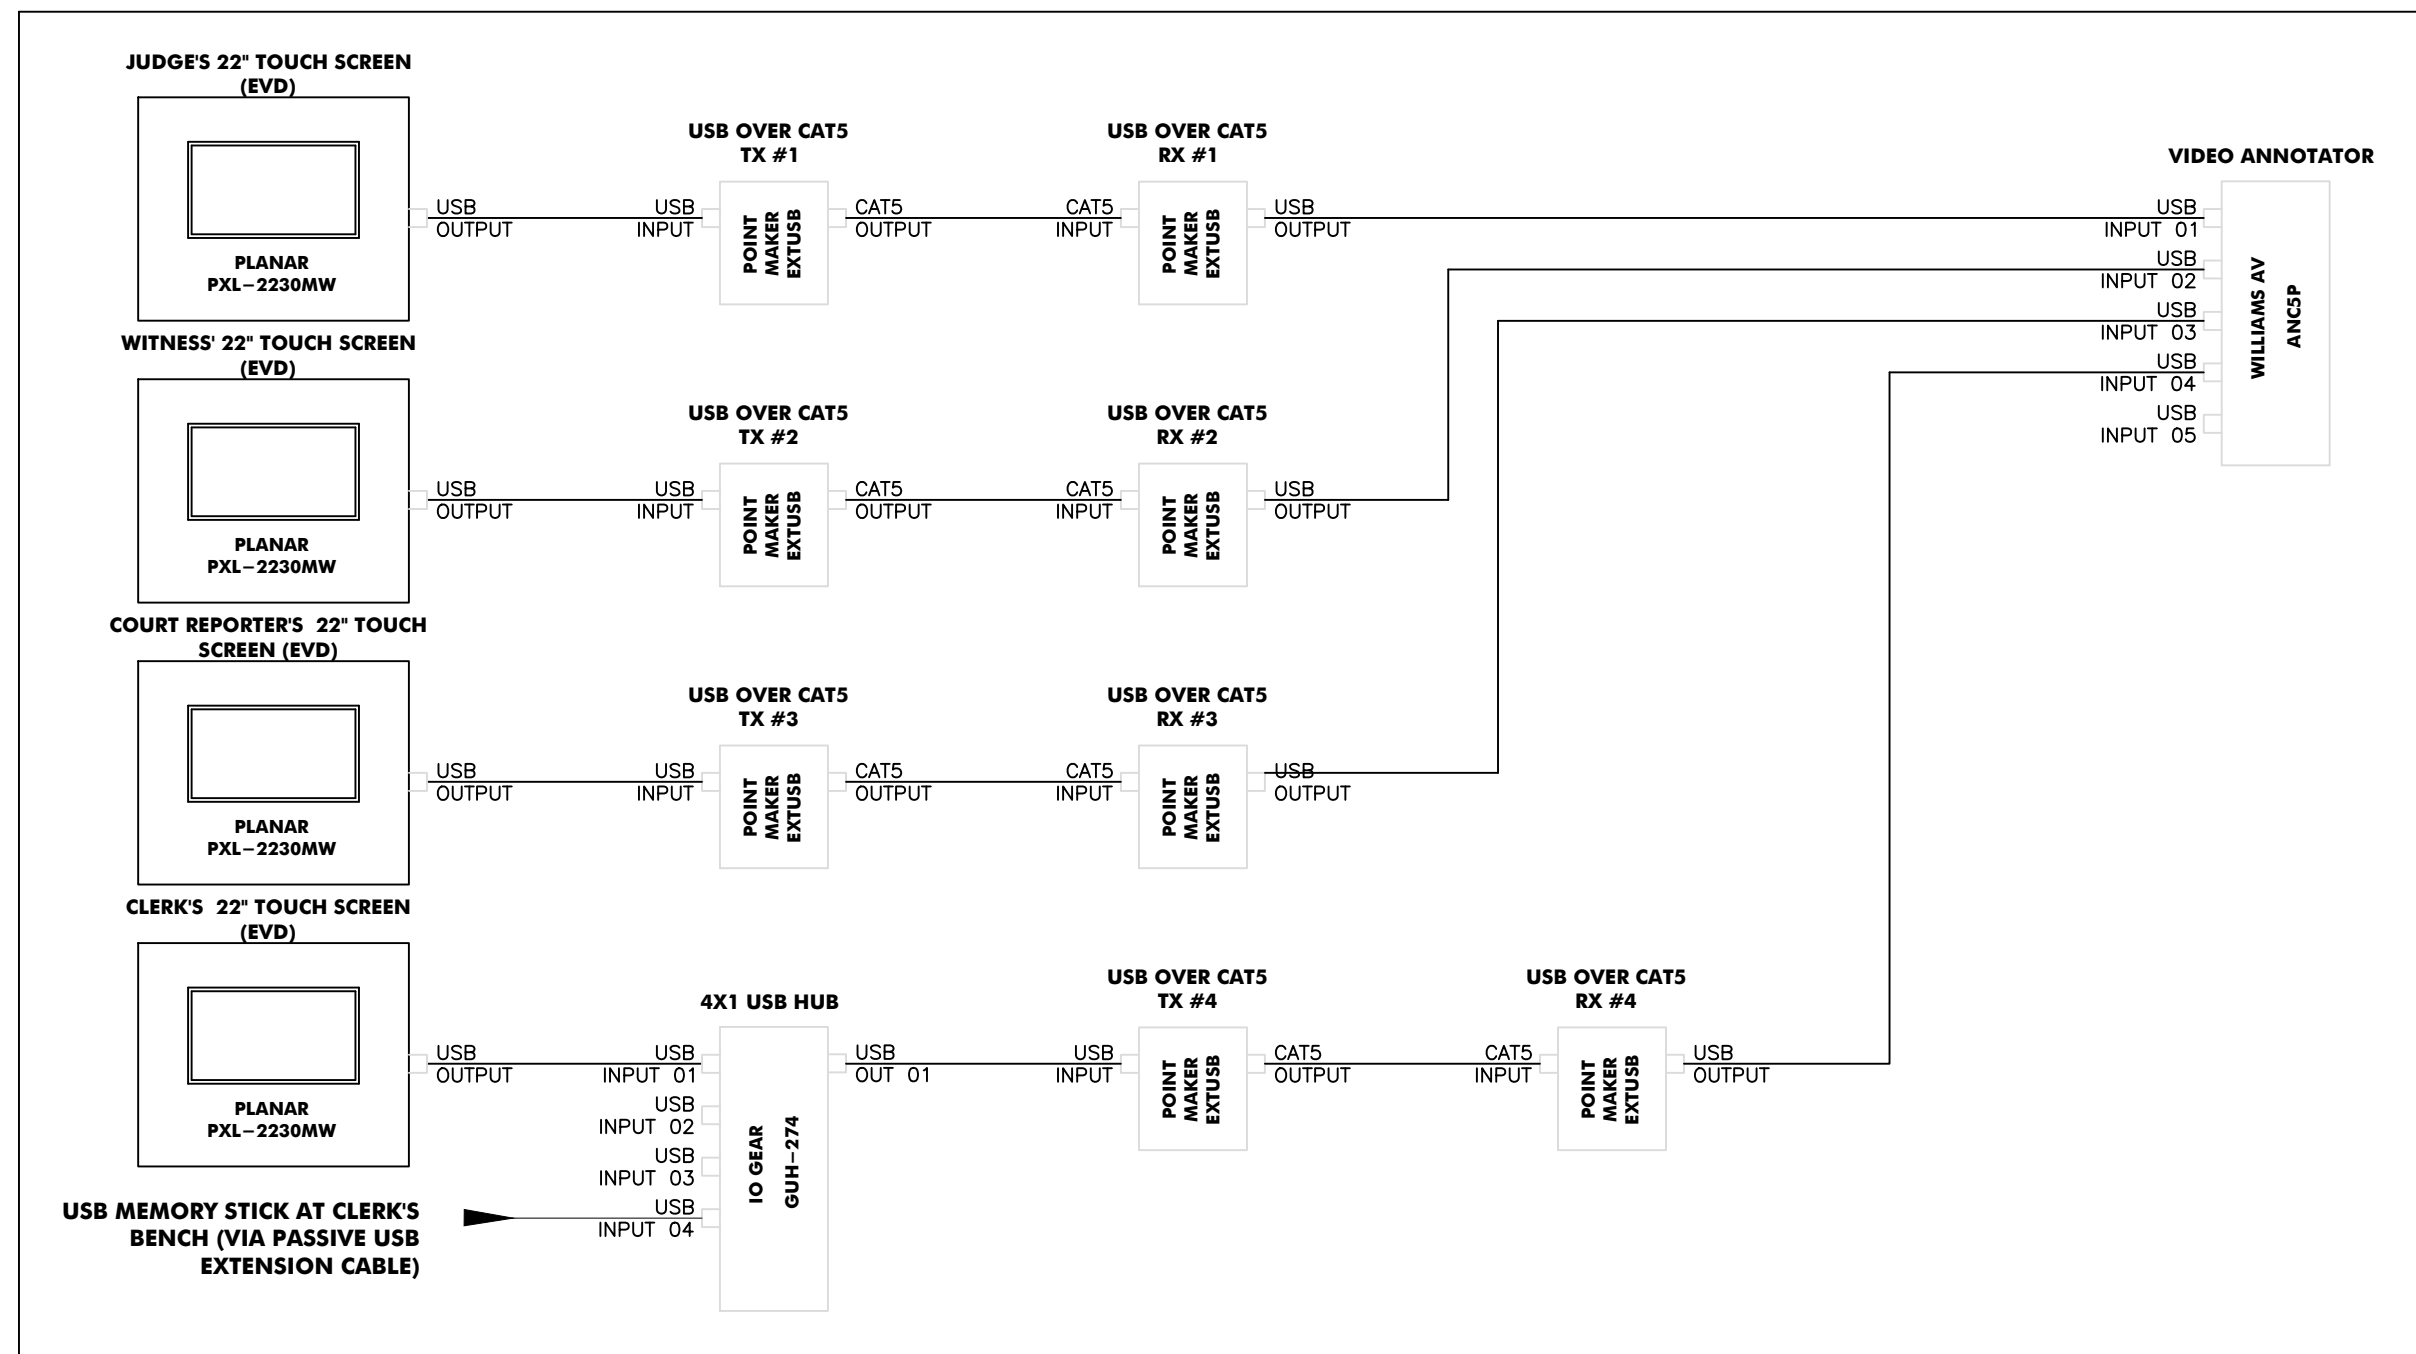 JUDGE'S 22" TOUCH SCREEN
(EVD)
PLANAR
PXL-2230MW
USB
OUTPUT
USB OVER CAT5
TX #1
USB
INPUT
POINT
MAKER
EXTUSB
CAT5
OUTPUT
USB OVER CAT5
RX #1
CAT5
INPUT
POINT
MAKER
EXTUSB
USB
OUTPUT
VIDEO ANNOTATOR
USB
INPUT 01
USB
INPUT 02
USB
INPUT 03
USB
INPUT 04
USB
INPUT 05
WILLIAMS AV
ANC5P
WITNESS' 22" TOUCH SCREEN
(EVD)
PLANAR
PXL-2230MW
USB
OUTPUT
USB OVER CAT5
TX #2
USB
INPUT
POINT
MAKER
EXTUSB
CAT5
OUTPUT
USB OVER CAT5
RX #2
CAT5
INPUT
POINT
MAKER
EXTUSB
USB
OUTPUT
COURT REPORTER'S 22" TOUCH
SCREEN (EVD)
PLANAR
PXL-2230MW
USB
OUTPUT
USB OVER CAT5
TX #3
USB
INPUT
POINT
MAKER
EXTUSB
CAT5
OUTPUT
USB OVER CAT5
RX #3
CAT5
INPUT
POINT
MAKER
EXTUSB
USB
OUTPUT
CLERK'S 22" TOUCH SCREEN
(EVD)
PLANAR
PXL-2230MW
USB
OUTPUT
4X1 USB HUB
USB
INPUT 01
USB
INPUT 02
USB
INPUT 03
USB
INPUT 04
IO GEAR
GUH-274
USB
OUT 01
USB OVER CAT5
TX #4
USB
INPUT
POINT
MAKER
EXTUSB
CAT5
OUTPUT
USB OVER CAT5
RX #4
CAT5
INPUT
POINT
MAKER
EXTUSB
USB
OUTPUT
USB MEMORY STICK AT CLERK'S
BENCH (VIA PASSIVE USB
EXTENSION CABLE)